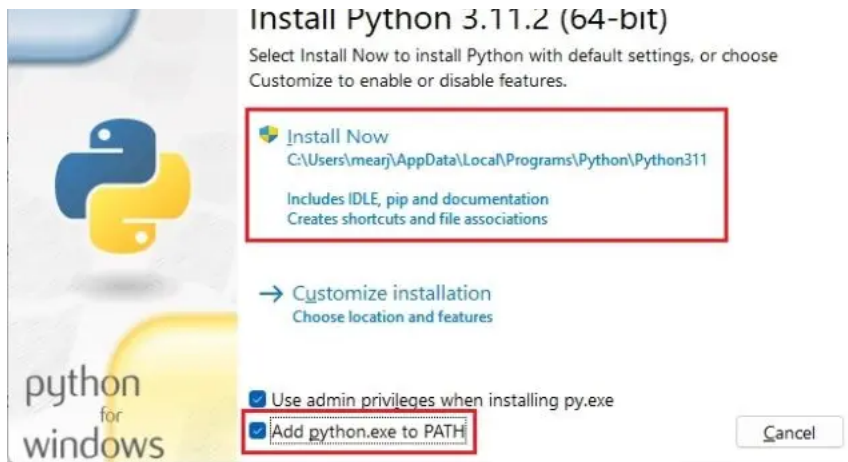 Install Python 3.11.2 (64-bit)
Select Install Now to install Python with default settings, or choose
Customize to enable or disable features.
Install Now
C:\Users\mearj\AppData\Local\Programs\Python\Python311
Includes IDLE, pip and documentation
Creates shortcuts and file associations
Customize installation
Choose location and features
Use admin privileges when installing py.exe
Add python.exe to PATH
Cancel
python
for
windows